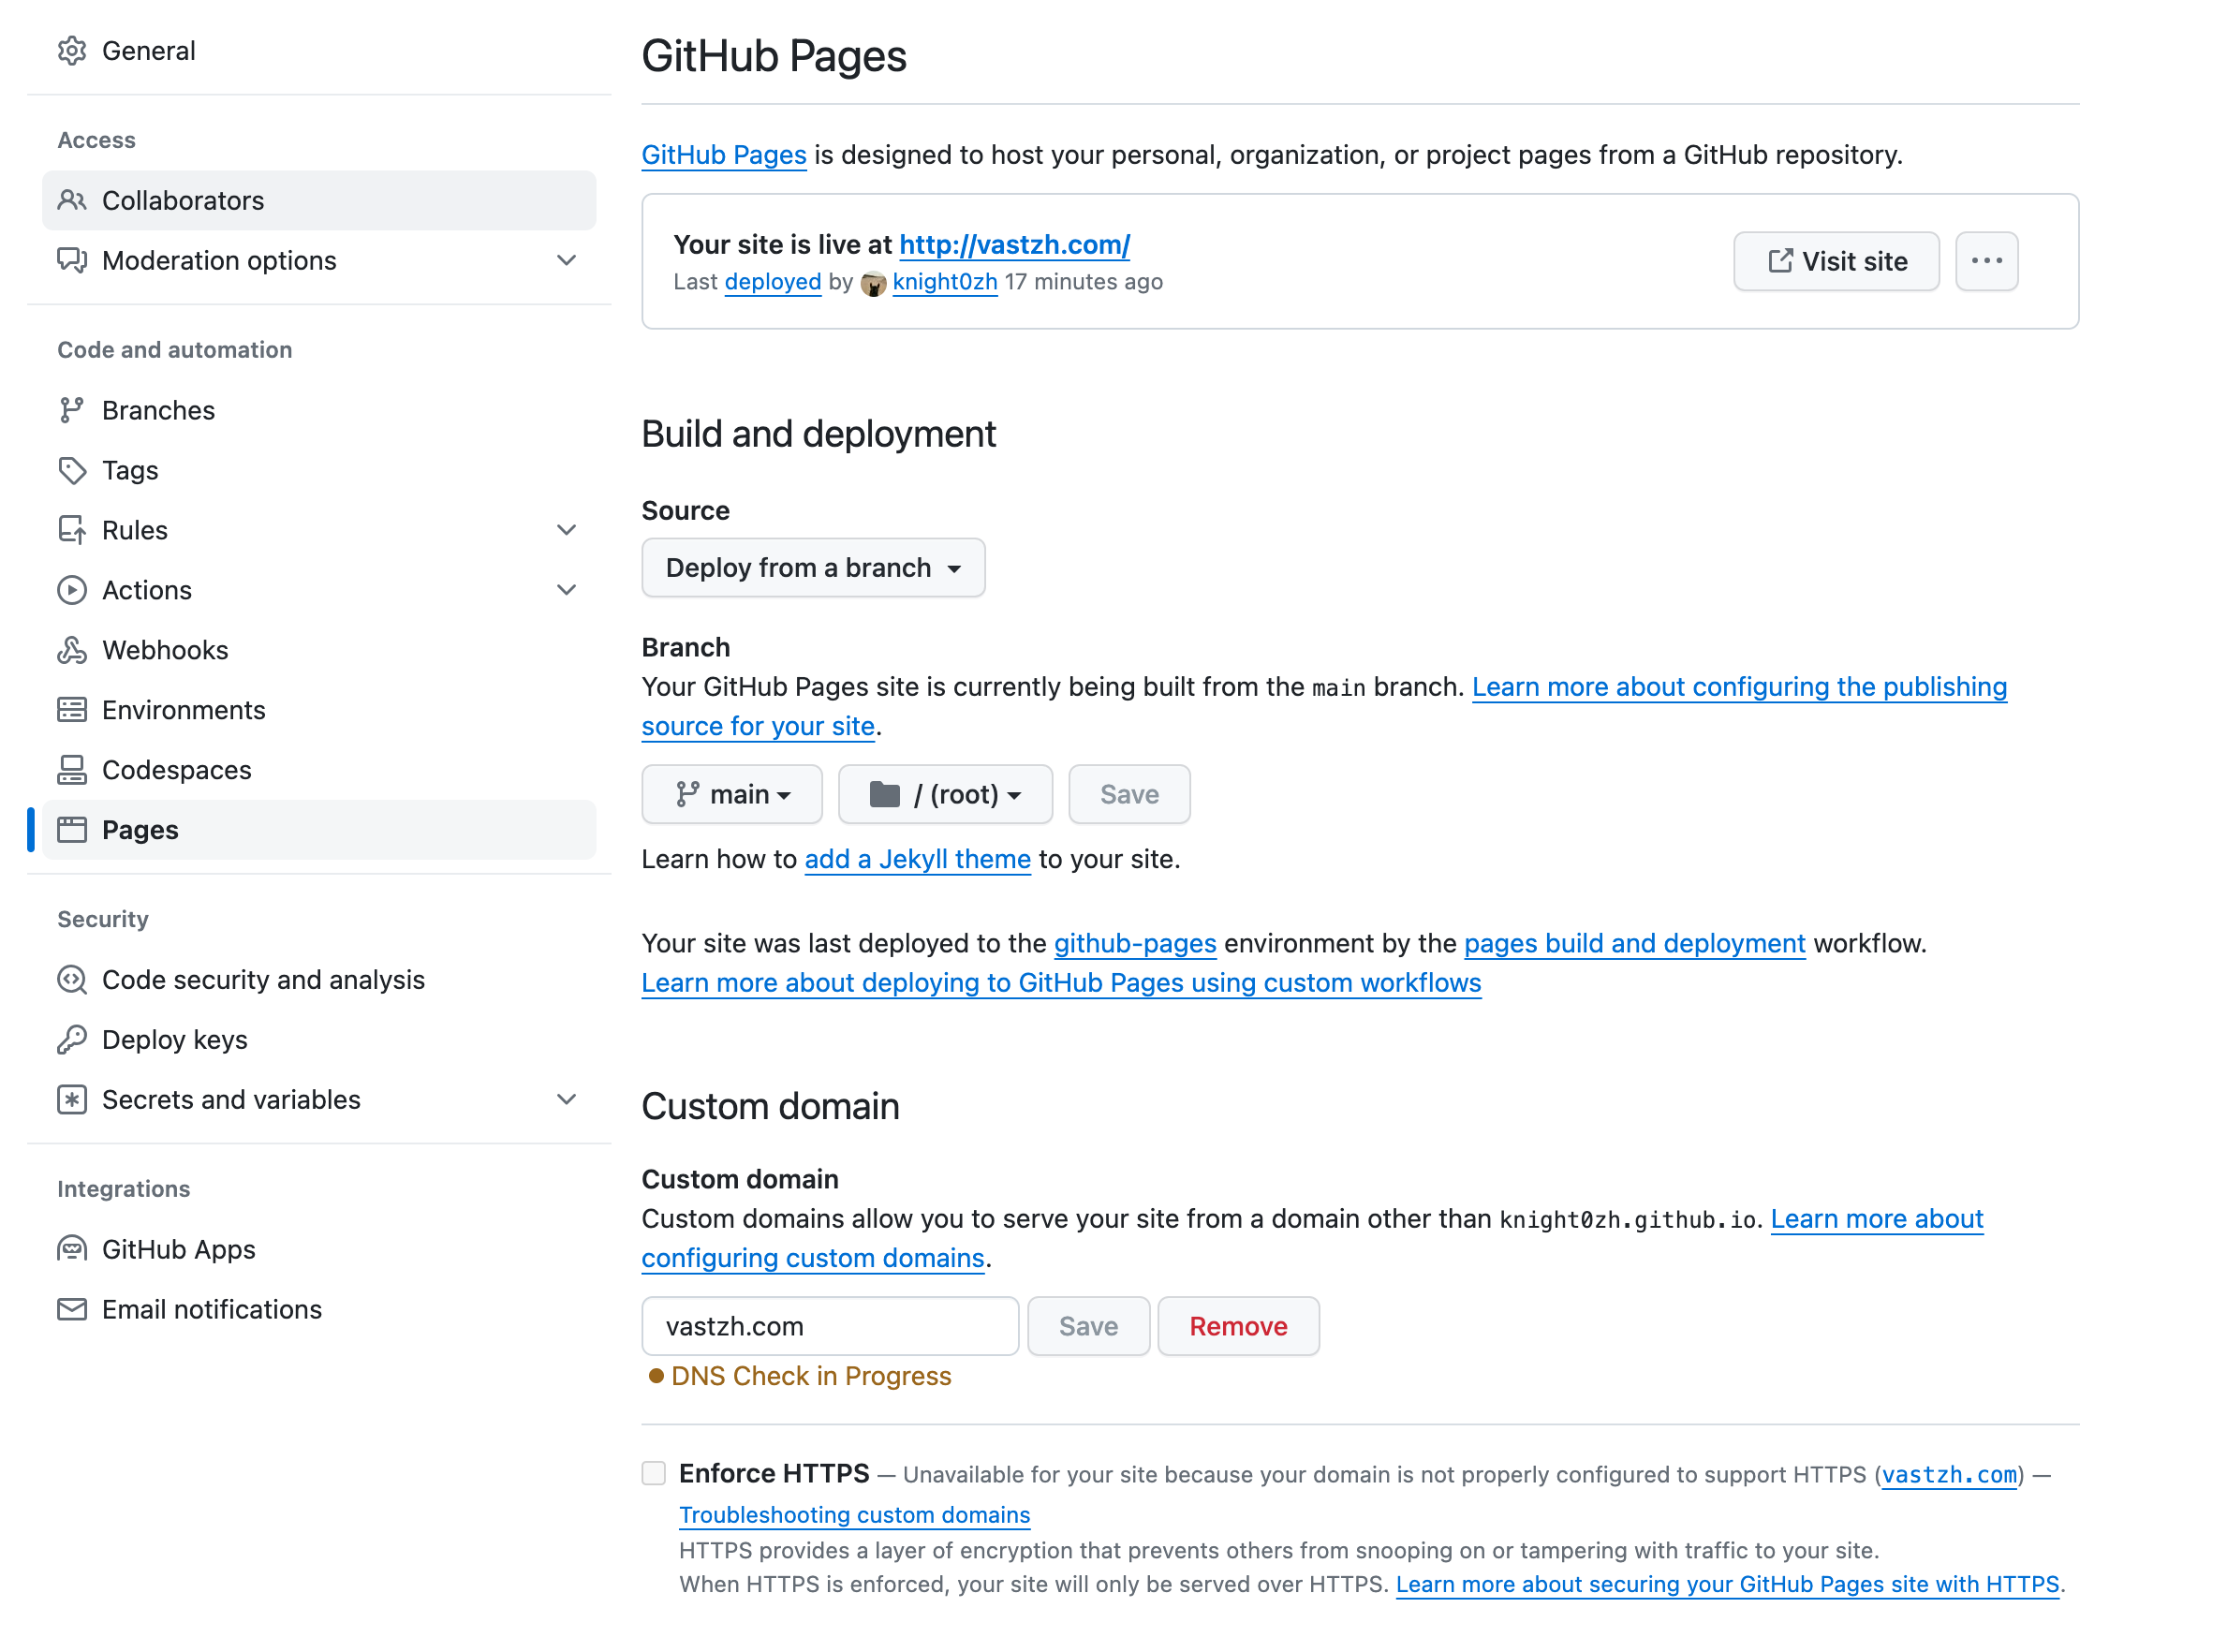 General
Access
Collaborators
Moderation options
Code and automation
Branches
Tags
Rules
Actions
Webhooks
Environments
Codespaces
Pages
Security
Code security and analysis
Deploy keys
Secrets and variables
Integrations
GitHub Apps
Email notifications
GitHub Pages
GitHub Pages is designed to host your personal, organization, or project pages from a GitHub repository.
Your site is live at http://vastzh.com/
Last deployed by knight0zh 17 minutes ago
Visit site
Build and deployment
Source
Deploy from a branch
Branch
Your GitHub Pages site is currently being built from the main branch. Learn more about configuring the publishing
source for your site.
main / (root) Save
Learn how to add a Jekyll theme to your site.
Your site was last deployed to the github-pages environment by the pages build and deployment workflow.
Learn more about deploying to GitHub Pages using custom workflows
Custom domain
Custom domain
Custom domains allow you to serve your site from a domain other than knight0zh.github.io. Learn more about
configuring custom domains.
vastzh.com Save Remove
DNS Check in Progress
Enforce HTTPS — Unavailable for your site because your domain is not properly configured to support HTTPS (vastzh.com) —
Troubleshooting custom domains
HTTPS provides a layer of encryption that prevents others from snooping on or tampering with traffic to your site.
When HTTPS is enforced, your site will only be served over HTTPS. Learn more about securing your GitHub Pages site with HTTPS.